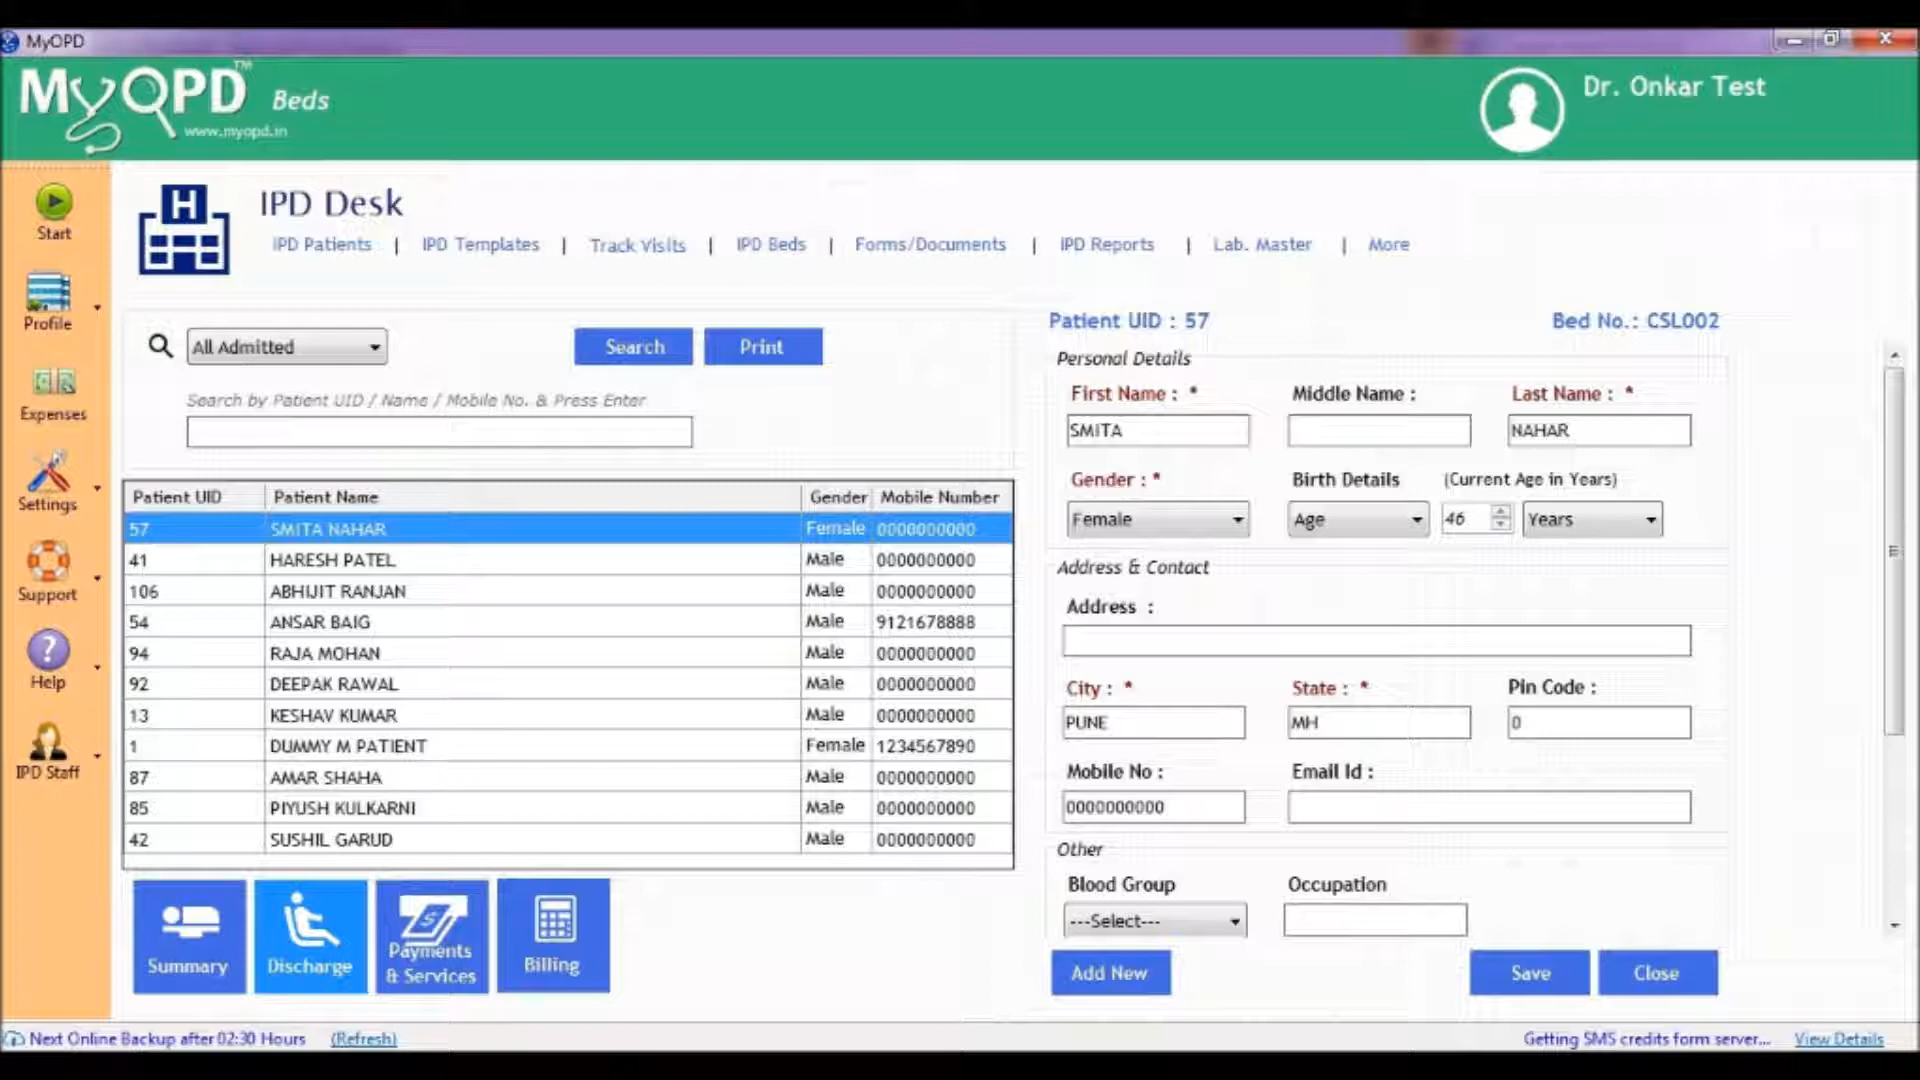 MyOPD
MyOPD™ Beds
www.myopd.in
Dr. Onkar Test
Start
Profile
Expenses
Settings
Support
Help
IPD Staff
IPD Desk
IPD Patients | IPD Templates | Track Visits | IPD Beds | Forms/Documents | IPD Reports | Lab. Master | More
All Admitted Search Print
Search by Patient UID / Name / Mobile No. & Press Enter
Patient UID Patient Name Gender Mobile Number
57 SMITA NAHAR Female 0000000000
41 HARESH PATEL Male 0000000000
106 ABHIJIT RANJAN Male 0000000000
54 ANSAR BAIG Male 9121678888
94 RAJA MOHAN Male 0000000000
92 DEEPAK RAWAL Male 0000000000
13 KESHAV KUMAR Male 0000000000
1 DUMMY M PATIENT Female 1234567890
87 AMAR SHAHA Male 0000000000
85 PIYUSH KULKARNI Male 0000000000
42 SUSHIL GARUD Male 0000000000
Summary
Discharge
Payments
& Services
Billing
Patient UID : 57 Bed No.: CSL002
Personal Details
First Name : * Middle Name : Last Name : *
SMITA NAHAR
Gender : * Birth Details (Current Age in Years)
Female Age 46 Years
Address & Contact
Address :
City : * State : * Pin Code :
PUNE MH 0
Mobile No : Email Id :
0000000000
Other
Blood Group Occupation
---Select---
Add New Save Close
Next Online Backup after 02:30 Hours (Refresh)
Getting SMS credits form server... View Details